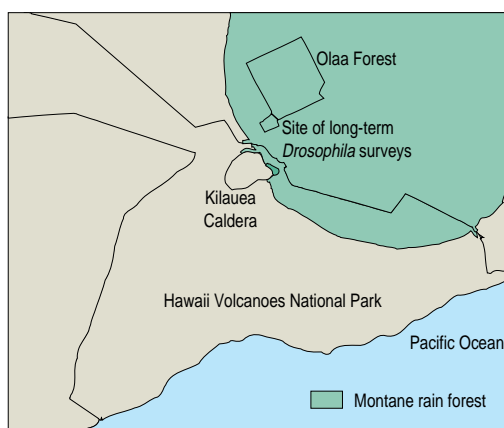 Olaa Forest
Site of long-term
Drosophila surveys
Kilauea
Caldera
Hawaii Volcanoes National Park
Pacific Ocean
Montane rain forest